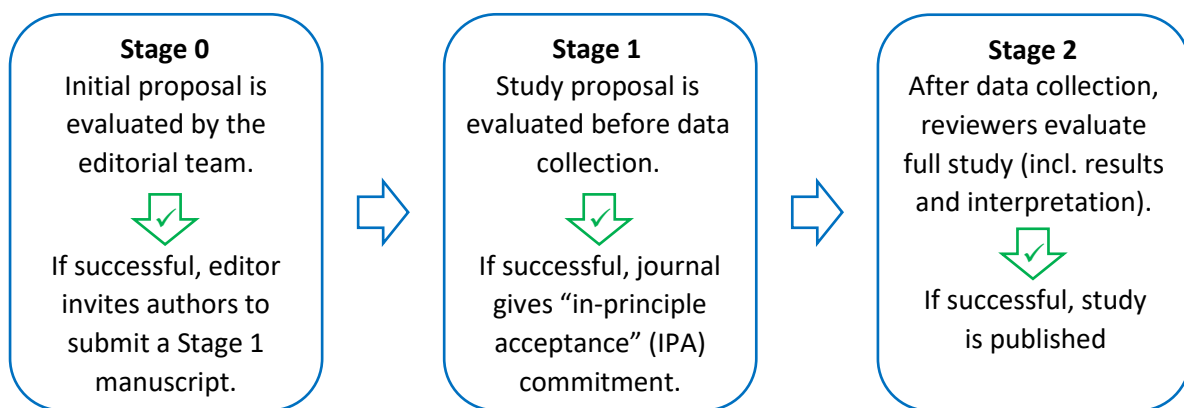 Stage 0
Initial proposal is
evaluated by the
editorial team.
If successful, editor
invites authors to
submit a Stage 1
manuscript.
Stage 1
Study proposal is
evaluated before data
collection.
If successful, journal
gives “in-principle
acceptance” (IPA)
commitment.
Stage 2
After data collection,
reviewers evaluate
full study (incl. results
and interpretation).
If successful, study
is published